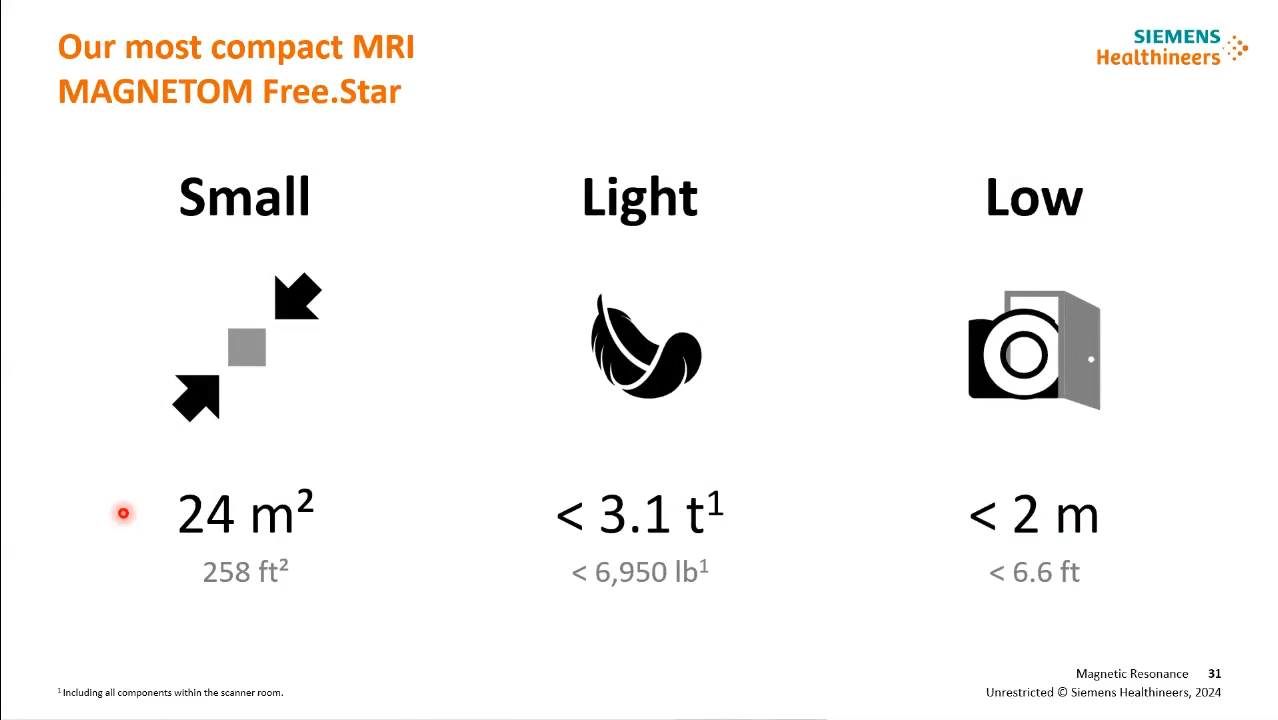 Our most compact MRI
MAGNETOM Free.Star
SIEMENS
Healthineers
Small
Light
Low
24 m²
< 3.1 t¹
< 2 m
258 ft²
< 6,950 lb¹
< 6.6 ft
Magnetic Resonance 31
¹ Including all components within the scanner room.
Unrestricted © Siemens Healthineers, 2024